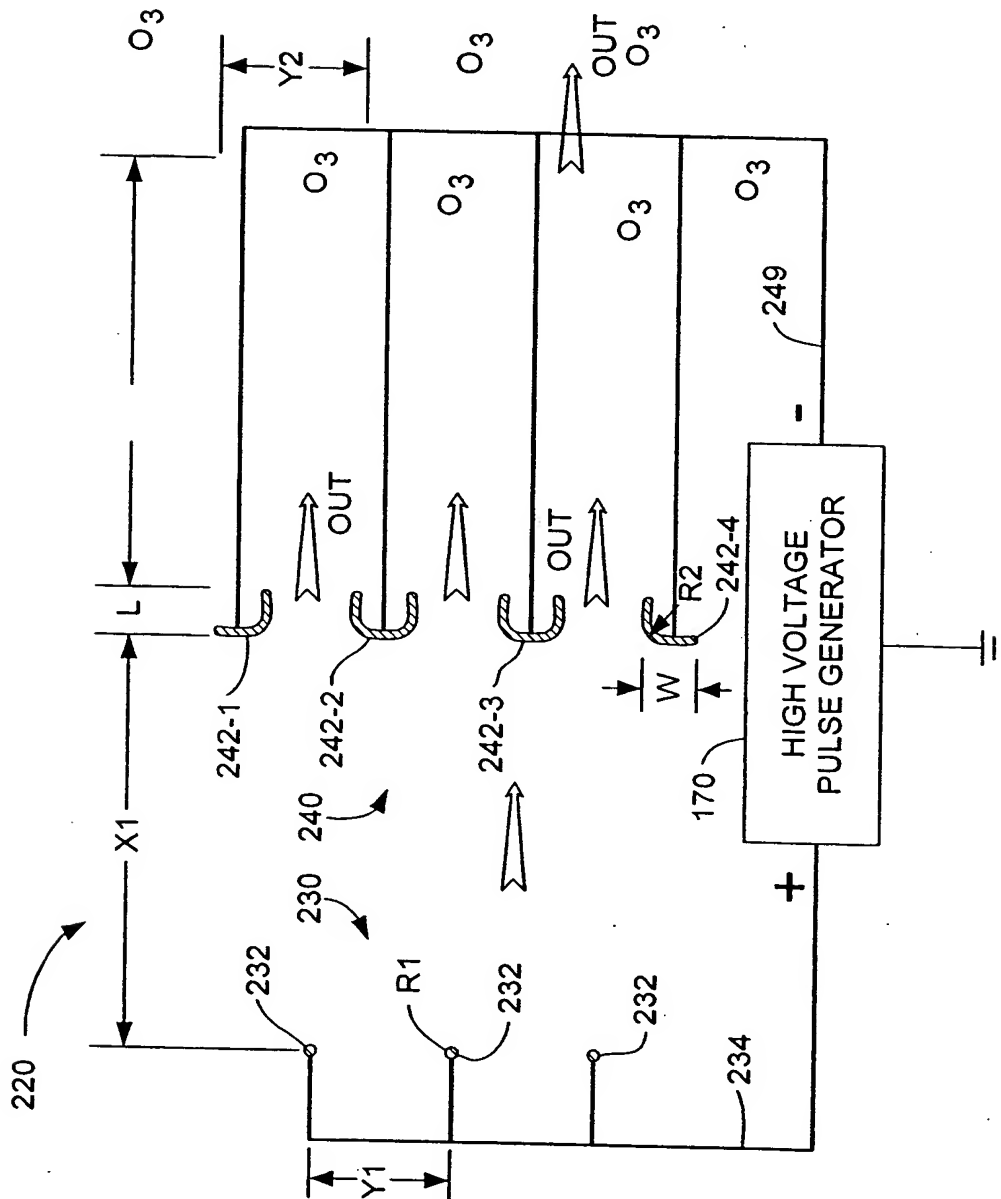 220
X1
L
Y2
O3
O3
O3
O3
O3
O3
O3
OUT
OUT
OUT
242-1
242-2
242-3
242-4
R2
W
240
230
232
R1
232
232
Y1
234
+
-
170
HIGH VOLTAGE
PULSE GENERATOR
249